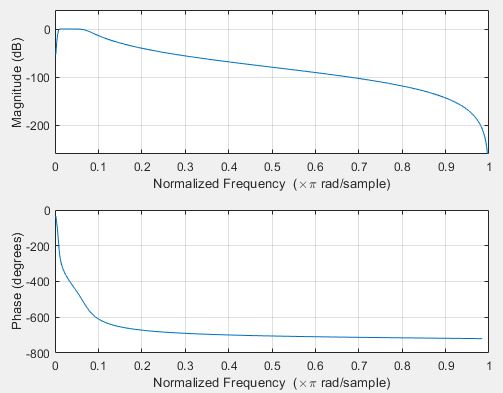 Magnitude (dB)
0
-100
-200
0 0.1 0.2 0.3 0.4 0.5 0.6 0.7 0.8 0.9 1
Normalized Frequency (×π rad/sample)
Phase (degrees)
0
-200
-400
-600
-800
0 0.1 0.2 0.3 0.4 0.5 0.6 0.7 0.8 0.9 1
Normalized Frequency (×π rad/sample)